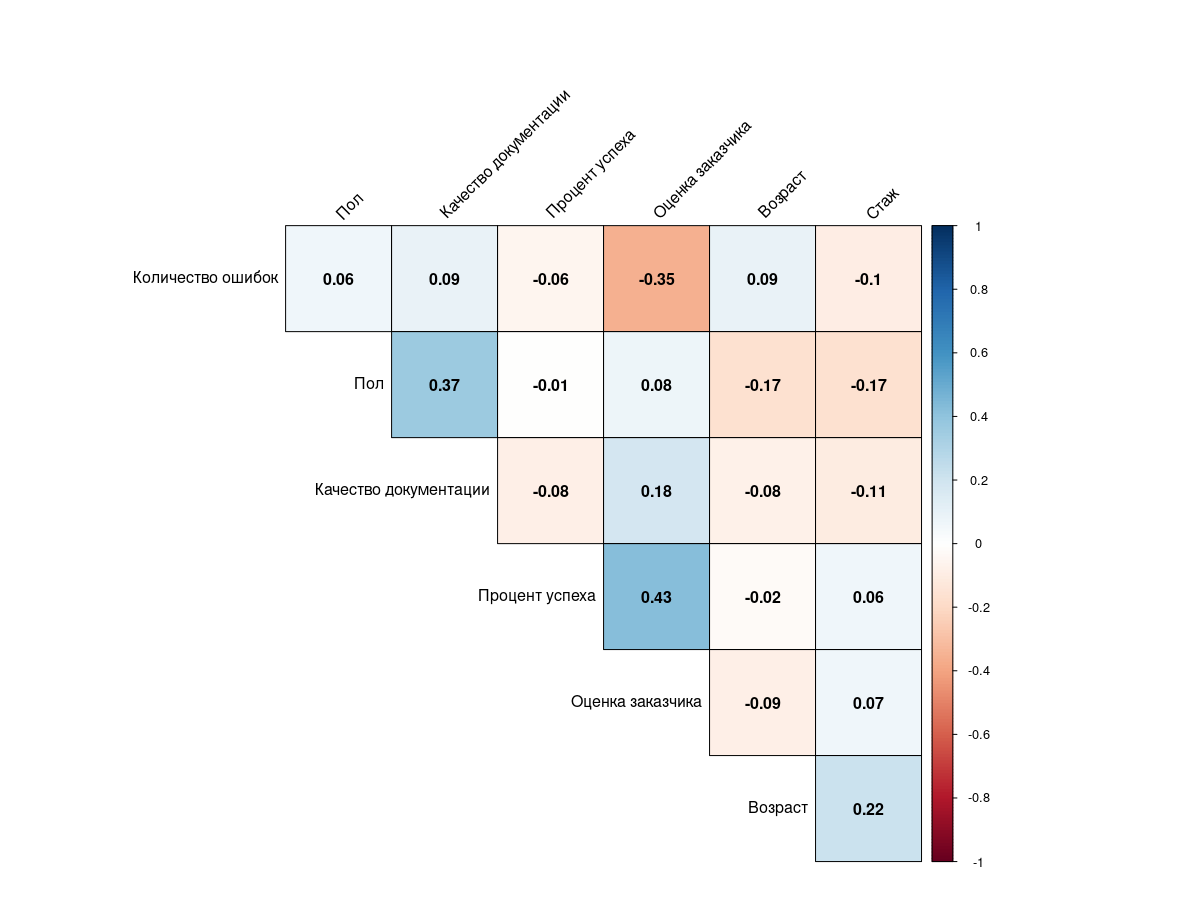 Пол
Качество документации
Процент успеха
Оценка заказчика
Возраст
Стаж
Количество ошибок 0.06 0.09 -0.06 -0.35 0.09 -0.1
Пол 0.37 -0.01 0.08 -0.17 -0.17
Качество документации -0.08 0.18 -0.08 -0.11
Процент успеха 0.43 -0.02 0.06
Оценка заказчика -0.09 0.07
Возраст 0.22
1
0.8
0.6
0.4
0.2
0
-0.2
-0.4
-0.6
-0.8
-1